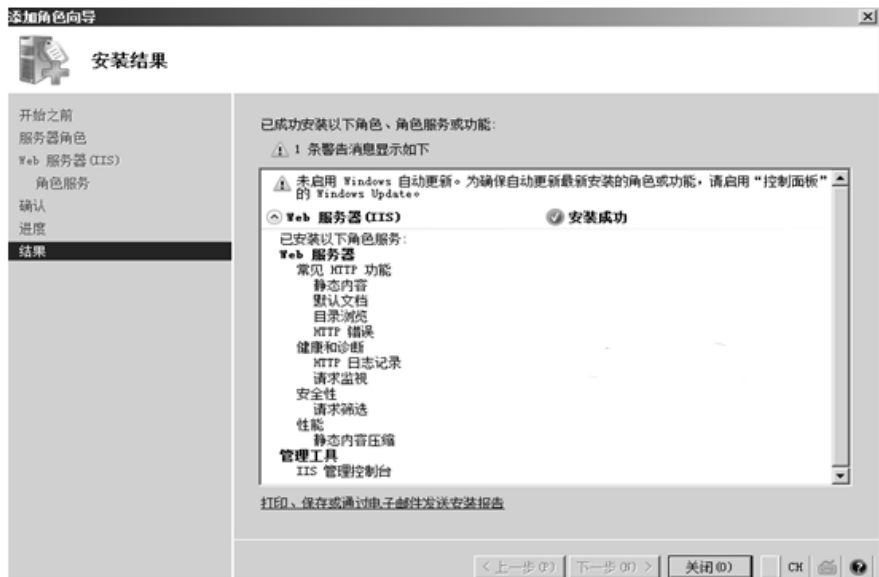 添加角色向导
安装结果
开始之前
服务器角色
Web 服务器(IIS)
角色服务
确认
进度
结果
已成功安装以下角色、角色服务或功能:
1 条警告消息显示如下
未启用 Windows 自动更新。为确保自动更新最新安装的角色或功能，请启用“控制面板”
的 Windows Update。
Web 服务器(IIS) 安装成功
已安装以下角色服务:
Web 服务器
常见 HTTP 功能
静态内容
默认文档
目录浏览
HTTP 错误
健康和诊断
HTTP 日志记录
请求监视
安全性
请求筛选
性能
静态内容压缩
管理工具
IIS 管理控制台
打印、保存或通过电子邮件发送安装报告
< 上一步(P) 下一步(N) > 关闭(O) CH